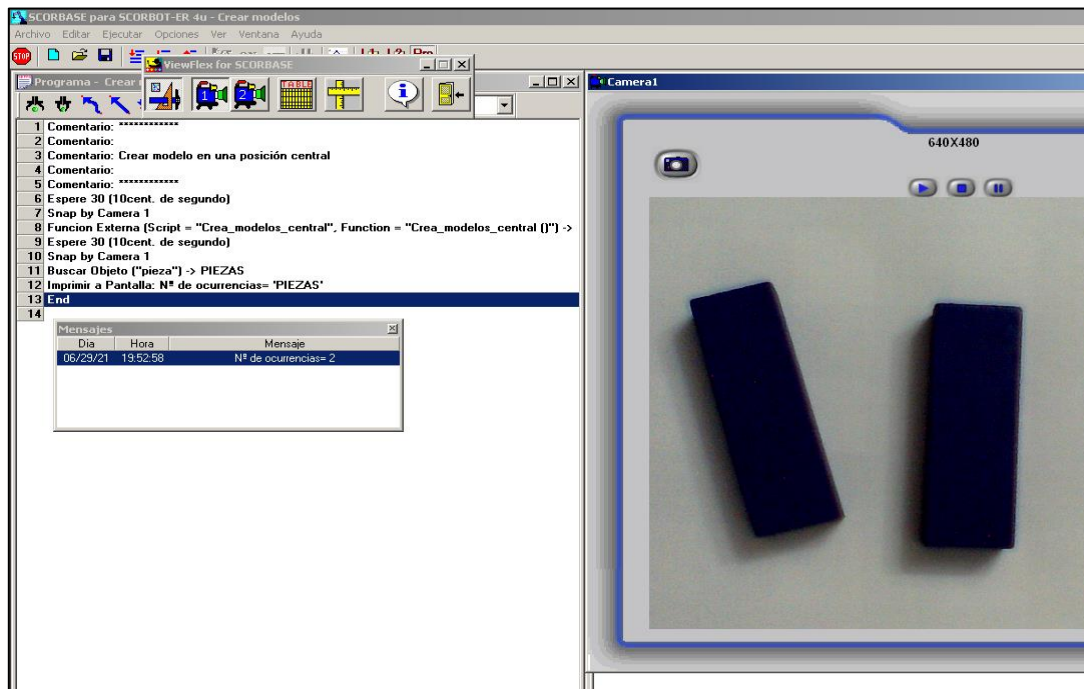 SCORBASE para SCORBOT-ER 4u - Crear modelos
Archivo Editar Ejecutar Opciones Ver Ventana Ayuda
STOP
ViewFlex for SCORBASE
Programa - Crear
1 2 TABLE
1 Comentario: ************
2 Comentario:
3 Comentario: Crear modelo en una posición central
4 Comentario:
5 Comentario: ************
6 Espere 30 (10cent. de segundo)
7 Snap by Camera 1
8 Funcion Externa (Script = "Crea_modelos_central", Function = "Crea_modelos_central ()") ->
9 Espere 30 (10cent. de segundo)
10 Snap by Camera 1
11 Buscar Objeto ("pieza") -> PIEZAS
12 Imprimir a Pantalla: Nº de ocurrencias= 'PIEZAS'
13 End
14
Mensajes
Dia Hora Mensaje
06/29/21 19:52:58 Nº de ocurrencias= 2
Camera1
640X480